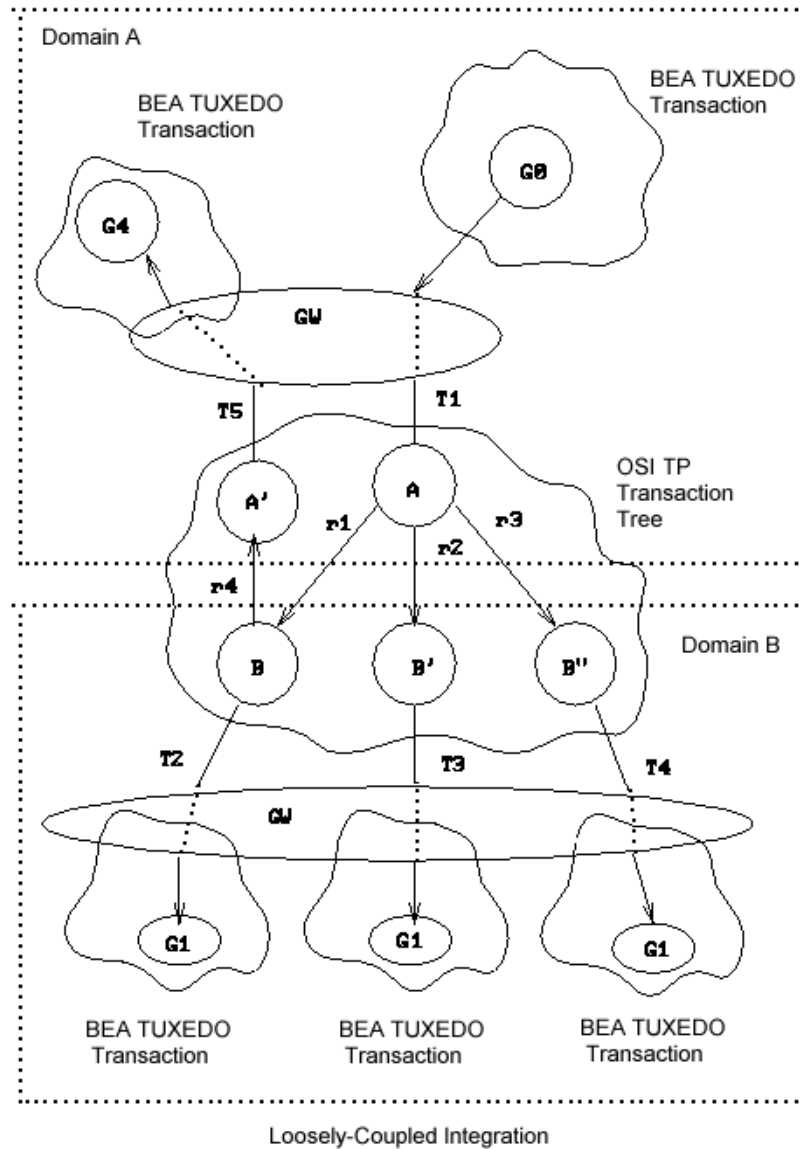 Domain A
BEA TUXEDO
Transaction
BEA TUXEDO
Transaction
G0
G4
GW
T5
T1
OSI TP
Transaction
Tree
A'
A
r1
r2
r3
r4
Domain B
B
B'
B"
T2
T3
T4
GW
G1
G1
G1
BEA TUXEDO
Transaction
BEA TUXEDO
Transaction
BEA TUXEDO
Transaction
Loosely-Coupled Integration